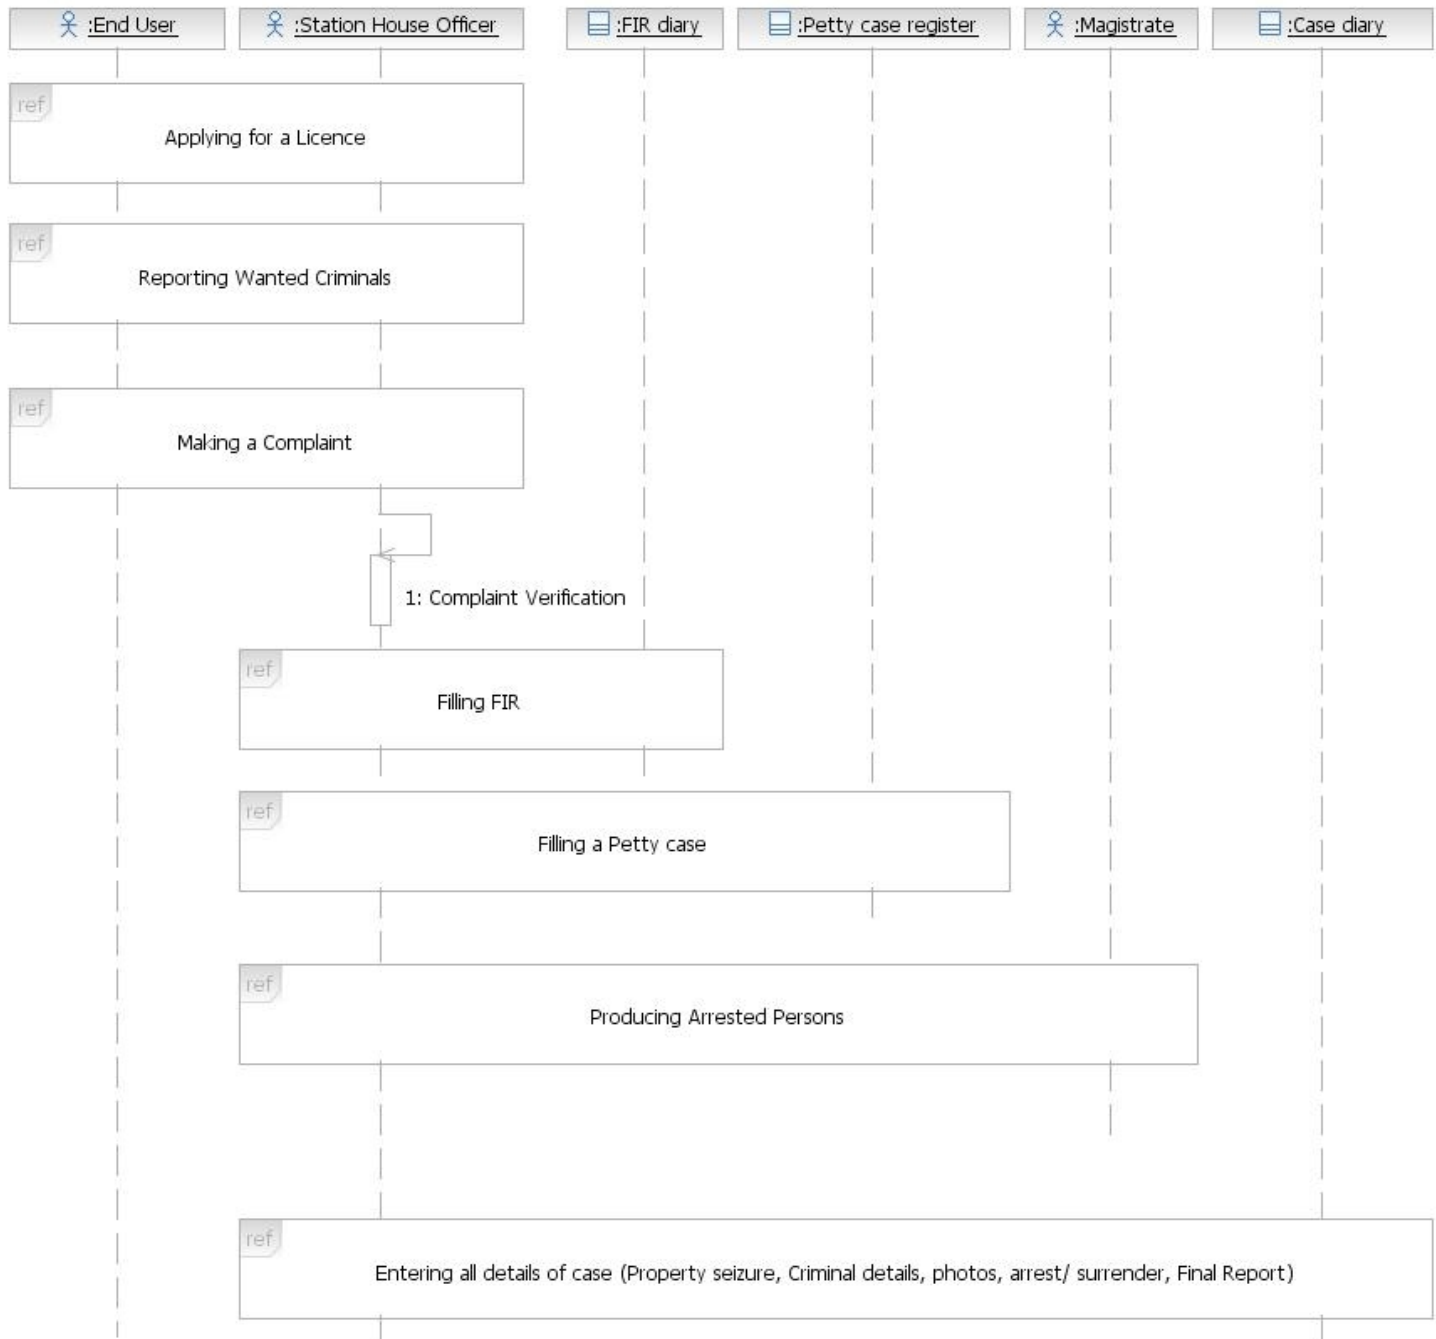 :End User
:Station House Officer
:FIR diary
:Petty case register
:Magistrate
:Case diary
ref
Applying for a Licence
ref
Reporting Wanted Criminals
ref
Making a Complaint
1: Complaint Verification
ref
Filling FIR
ref
Filling a Petty case
ref
Producing Arrested Persons
ref
Entering all details of case (Property seizure, Criminal details, photos, arrest/ surrender, Final Report)